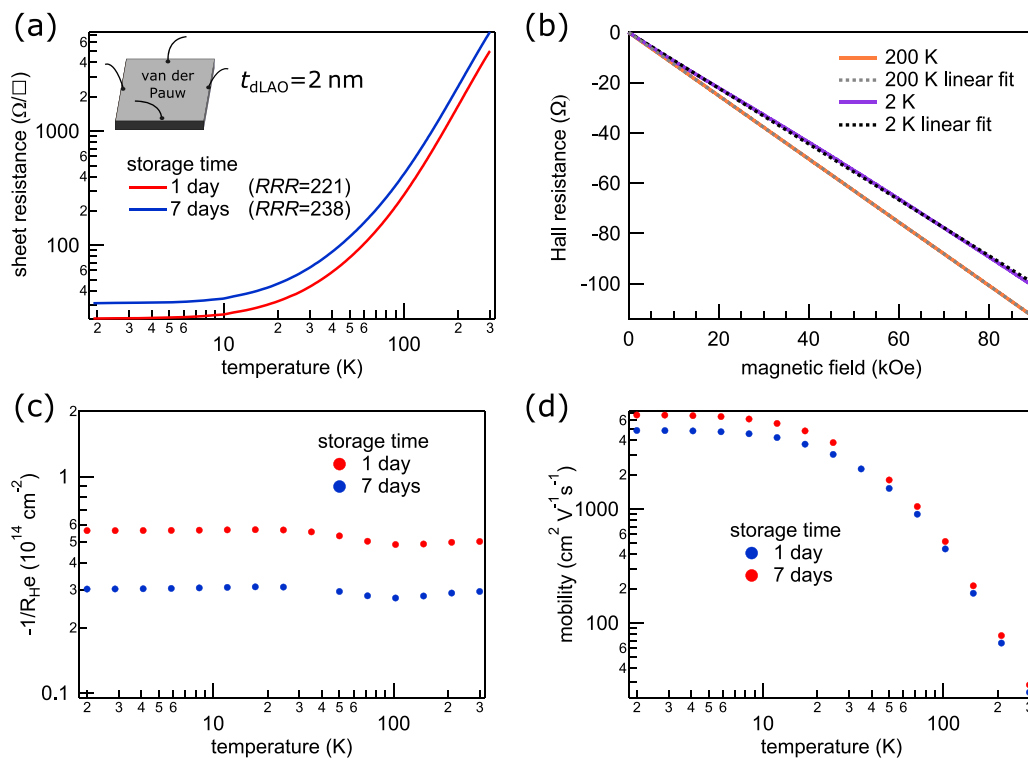 (a)
4
2
1000
6
4
2
100
6
4
sheet resistance (Ω/□)
van der
Pauw
t_dLAO=2 nm
storage time
1 day (RRR=221)
7 days (RRR=238)
2 3 4 5 6 10 2 3 4 5 6 100 2 3
temperature (K)
(b)
0
-20
-40
-60
-80
-100
Hall resistance (Ω)
200 K
200 K linear fit
2 K
2 K linear fit
0 20 40 60 80
magnetic field (kOe)
(c)
2
1
6
5
4
3
2
0.1
-1/R_He (10^14 cm^-2)
storage time
1 day
7 days
2 3 4 5 6 10 2 3 4 5 6 100 2 3
temperature (K)
(d)
6
4
2
1000
6
4
2
100
6
4
mobility (cm^2 V^-1 s^-1)
storage time
1 day
7 days
2 3 4 5 6 10 2 3 4 5 6 100 2 3
temperature (K)